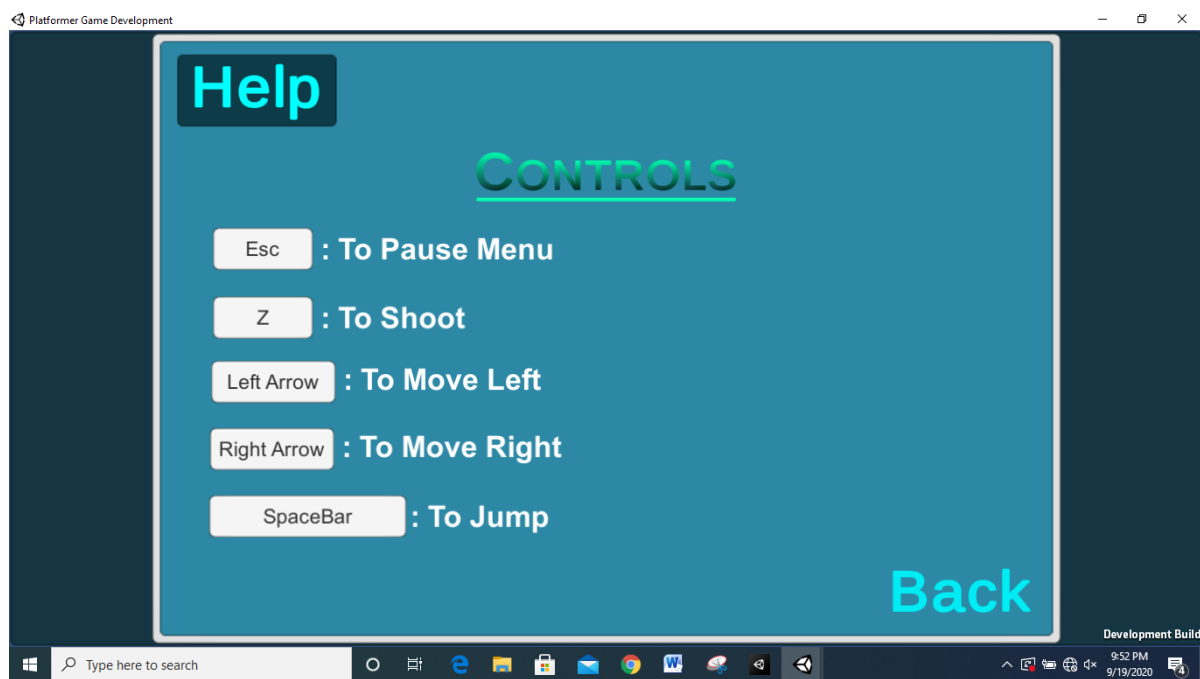 Platformer Game Development
Help
CONTROLS
Esc : To Pause Menu
Z : To Shoot
Left Arrow : To Move Left
Right Arrow : To Move Right
SpaceBar : To Jump
Back
Development Build
Type here to search
9:52 PM
9/19/2020
4